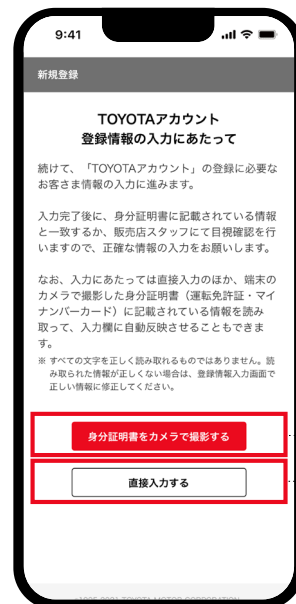 9:41
新規登録
TOYOTAアカウント
登録情報の入力にあたって
続けて、「TOYOTAアカウント」の登録に必要な
お客さま情報の入力に進みます。
入力完了後に、身分証明書に記載されている情報
と一致するか、販売店スタッフにて目視確認を行
いますので、正確な情報の入力をお願いします。
なお、入力にあたっては直接入力のほか、端末の
カメラで撮影した身分証明書（運転免許証・マイ
ナンバーカード）に記載されている情報を読み
取って、入力欄に自動反映させることもできま
す。
※ すべての文字を正しく読み取れるものではありません。読
み取られた情報が正しくない場合は、登録情報入力画面で
正しい情報に修正してください。
身分証明書をカメラで撮影する
直接入力する